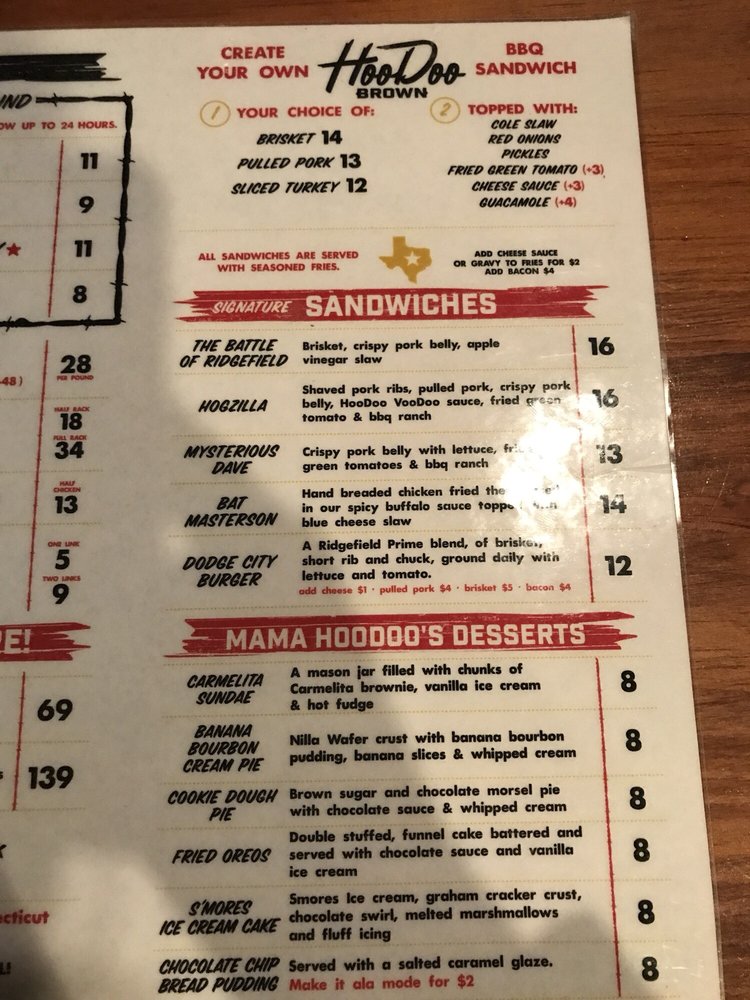 CREATE YOUR OWN
HooDoo
BROWN
BBQ SANDWICH
1 YOUR CHOICE OF:
BRISKET 14
PULLED PORK 13
SLICED TURKEY 12
2 TOPPED WITH:
COLE SLAW
RED ONIONS
PICKLES
FRIED GREEN TOMATO (+3)
CHEESE SAUCE (+3)
GUACAMOLE (+4)
ALL SANDWICHES ARE SERVED
WITH SEASONED FRIES.
ADD CHEESE SAUCE
OR GRAVY TO FRIES FOR $2
ADD BACON $4
SIGNATURE SANDWICHES
THE BATTLE
OF RIDGEFIELD
Brisket, crispy pork belly, apple
vinegar slaw
16
HOGZILLA
Shaved pork ribs, pulled pork, crispy pork
belly, HooDoo VooDoo sauce, fried green
tomato & bbq ranch
16
MYSTERIOUS
DAVE
Crispy pork belly with lettuce,
green tomatoes & bbq ranch
13
BAT
MASTERSON
Hand breaded chicken fried
in our spicy buffalo sauce
blue cheese slaw
14
DODGE CITY
BURGER
A Ridgefield Prime blend, of brisket,
short rib and chuck, ground daily with
lettuce and tomato.
add cheese $1 · pulled pork $4 · brisket $5 · bacon $4
12
MAMA HOODOO'S DESSERTS
CARMELITA
SUNDAE
A mason jar filled with chunks of
Carmelita brownie, vanilla ice cream
& hot fudge
8
BANANA
BOURBON
CREAM PIE
Nilla Wafer crust with banana bourbon
pudding, banana slices & whipped cream
8
COOKIE DOUGH
PIE
Brown sugar and chocolate morsel pie
with chocolate sauce & whipped cream
8
FRIED OREOS
Double stuffed, funnel cake battered and
served with chocolate sauce and vanilla
ice cream
8
S'MORES
ICE CREAM CAKE
Smores Ice cream, graham cracker crust,
chocolate swirl, melted marshmallows
and fluff icing
8
CHOCOLATE CHIP
BREAD PUDDING
Served with a salted caramel glaze.
Make it ala mode for $2
8
UP TO 24 HOURS.
11
9
11
8
28
PER POUND
HALF RACK
18
FULL RACK
34
HALF
CHICKEN
13
ONE LINK
5
TWO LINKS
9
69
139